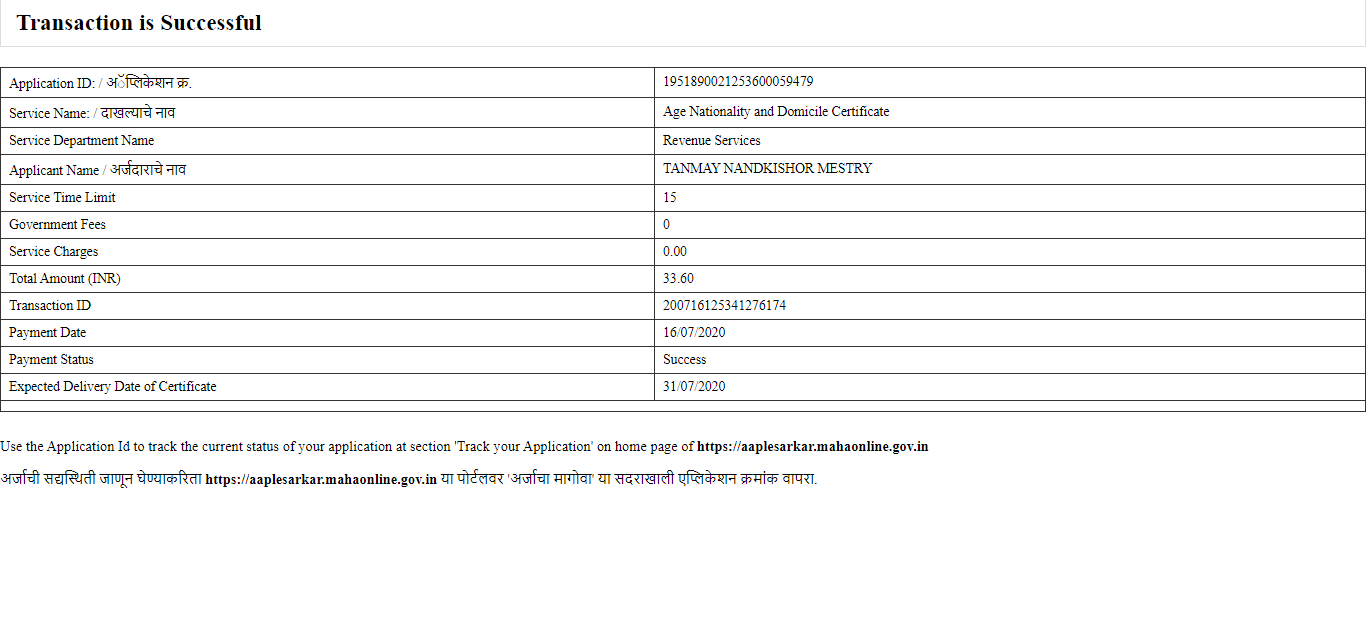 Transaction is Successful
Application ID: / अॅप्लिकेशन क्र. 1951890021253600059479
Service Name: / दाखल्याचे नाव Age Nationality and Domicile Certificate
Service Department Name Revenue Services
Applicant Name / अर्जदाराचे नाव TANMAY NANDKISHOR MESTRY
Service Time Limit 15
Government Fees 0
Service Charges 0.00
Total Amount (INR) 33.60
Transaction ID 200716125341276174
Payment Date 16/07/2020
Payment Status Success
Expected Delivery Date of Certificate 31/07/2020
Use the Application Id to track the current status of your application at section 'Track your Application' on home page of https://aaplesarkar.mahaonline.gov.in
अर्जाची सद्यस्थिती जाणून घेण्याकरिता https://aaplesarkar.mahaonline.gov.in या पोर्टलवर 'अर्जाचा मागोवा' या सदराखाली एप्लिकेशन क्रमांक वापरा.